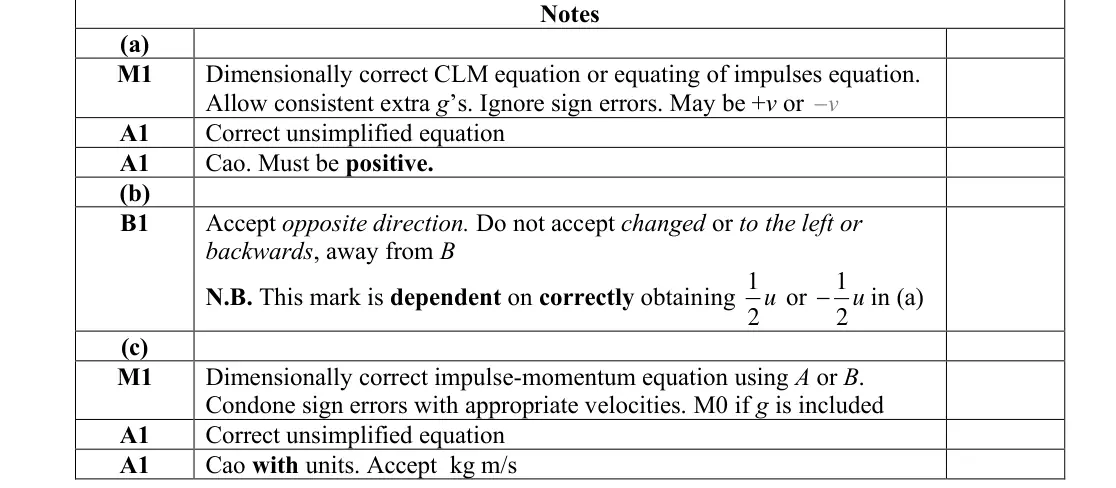 Notes
(a)
M1 Dimensionally correct CLM equation or equating of impulses equation.
Allow consistent extra g’s. Ignore sign errors. May be +v or −v
A1 Correct unsimplified equation
A1 Cao. Must be positive.
(b)
B1 Accept opposite direction. Do not accept changed or to the left or
backwards, away from B
N.B. This mark is dependent on correctly obtaining 1/2 u or −1/2 u in (a)
(c)
M1 Dimensionally correct impulse-momentum equation using A or B.
Condone sign errors with appropriate velocities. M0 if g is included
A1 Correct unsimplified equation
A1 Cao with units. Accept kg m/s